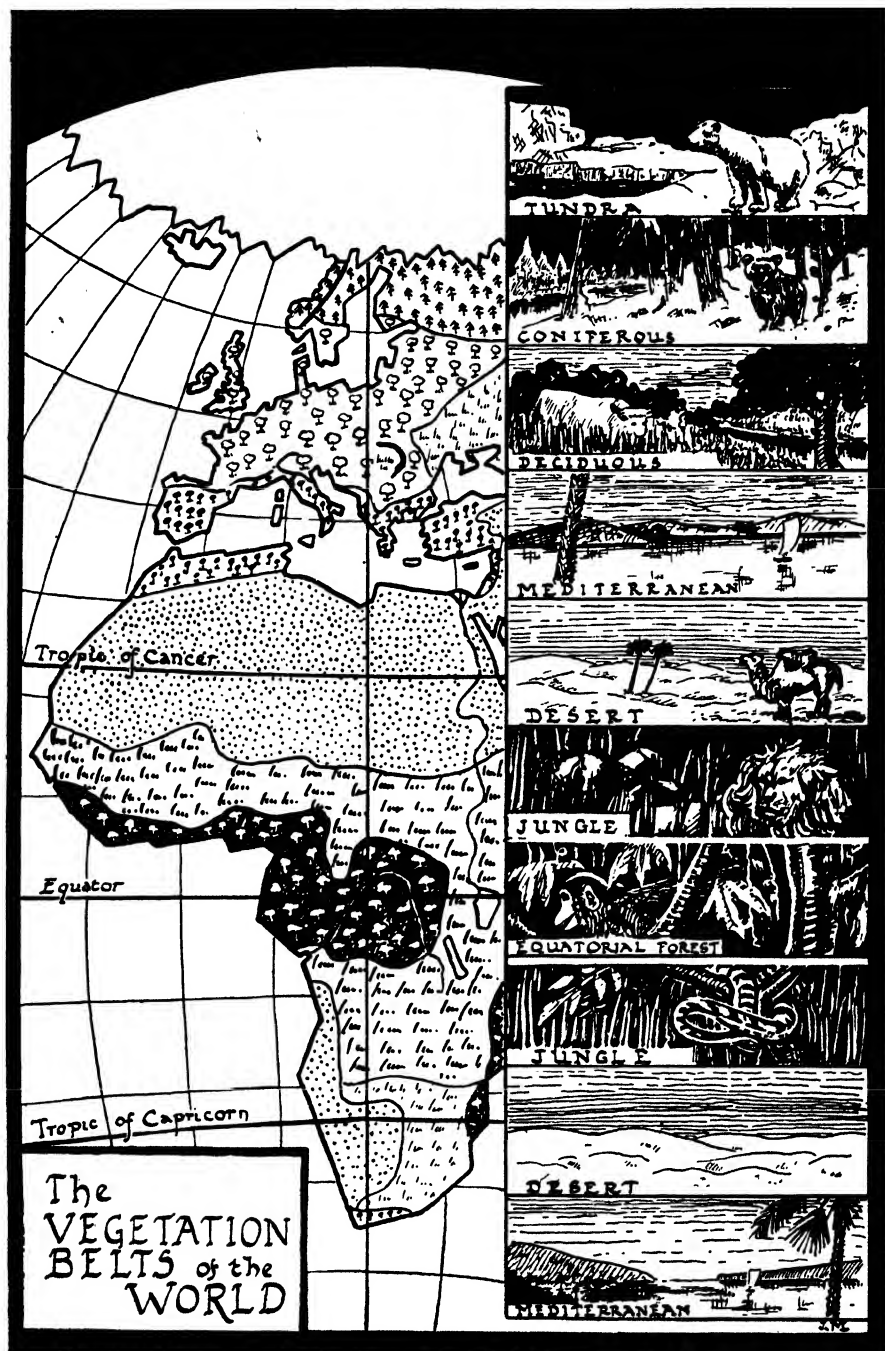 TUNDRA
CONIFEROUS
DECIDUOUS
MEDITERRANEAN
Tropic of Cancer
DESERT
JUNGLE
Equator
EQUATORIAL FOREST
JUNGLE
Tropic of Capricorn
DESERT
MEDITERRANEAN
The
VEGETATION
BELTS of the
WORLD